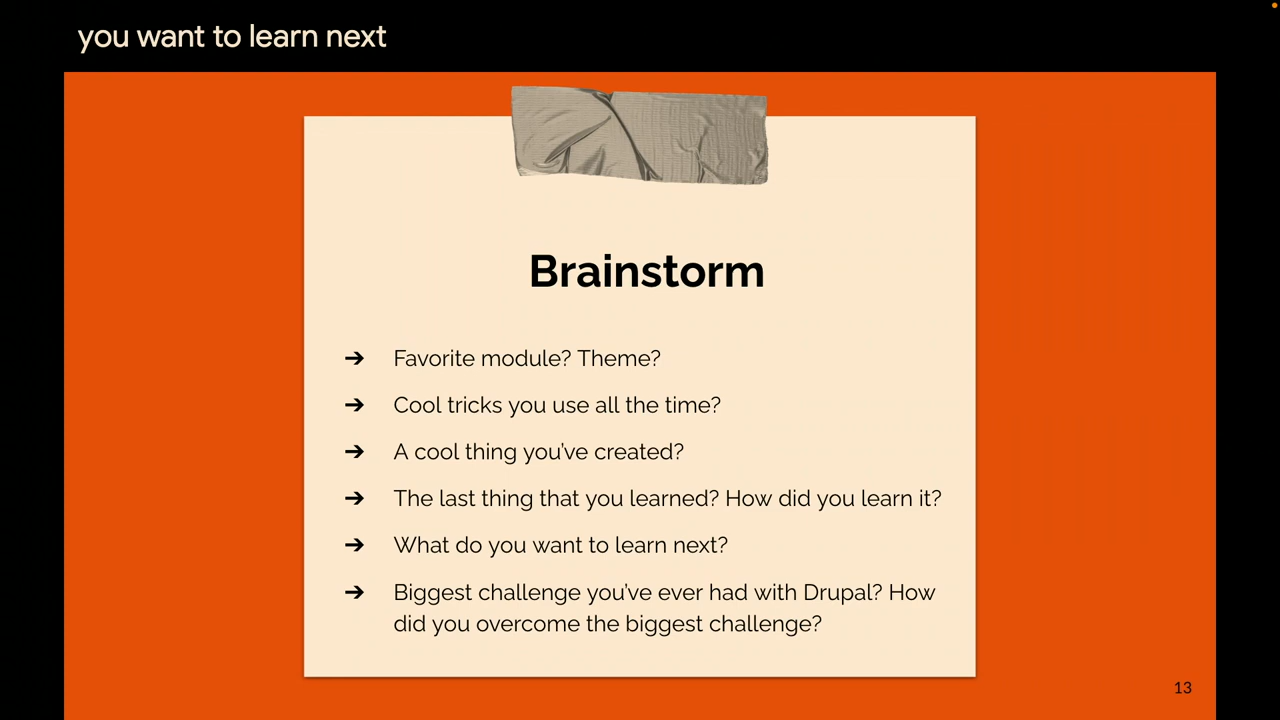 you want to learn next
Brainstorm
➔ Favorite module? Theme?
➔ Cool tricks you use all the time?
➔ A cool thing you've created?
➔ The last thing that you learned? How did you learn it?
➔ What do you want to learn next?
➔ Biggest challenge you've ever had with Drupal? How
did you overcome the biggest challenge?
13